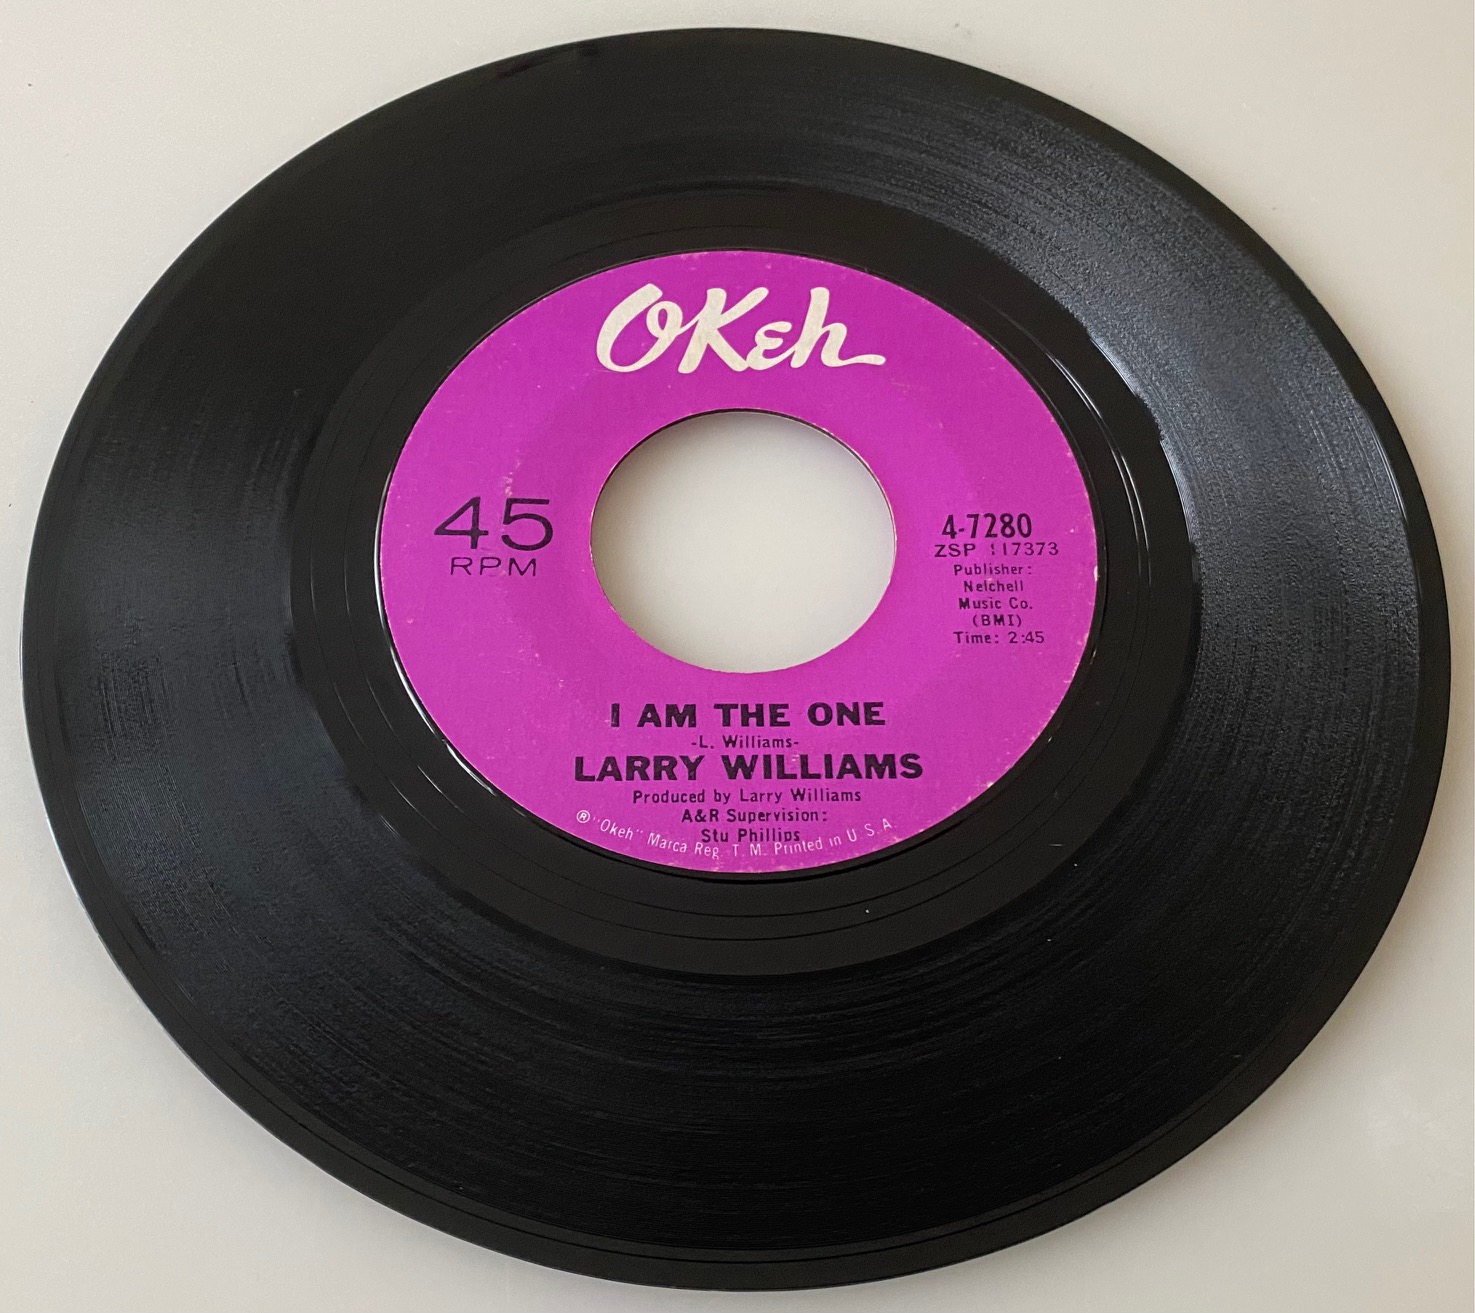 OKeh
45
RPM
4-7280
ZSP 117373
Publisher:
Nelchell
Music Co.
(BMI)
Time: 2:45
I AM THE ONE
-L. Williams-
LARRY WILLIAMS
Produced by Larry Williams
A&R Supervision:
Stu Phillips
® "Okeh" Marca Reg. T. M. Printed in U. S. A.